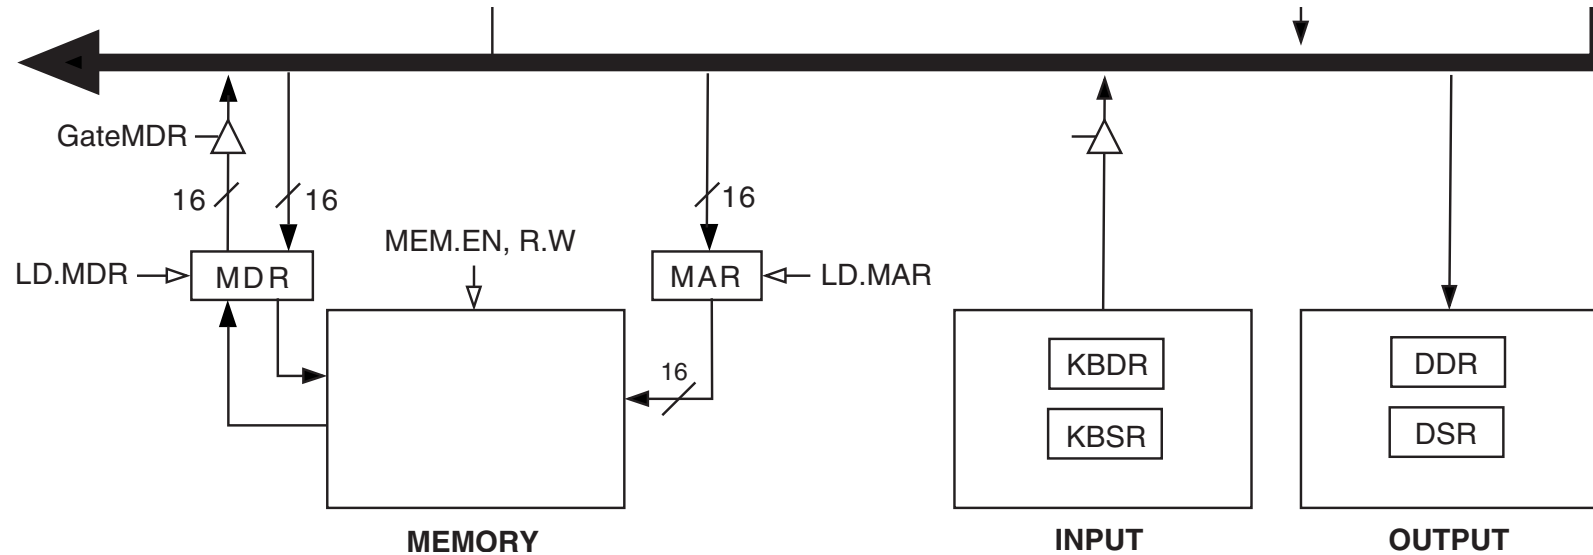 GateMDR
16
16
16
MEM.EN, R.W
LD.MDR
MDR
MAR
LD.MAR
16
KBDR
DDR
KBSR
DSR
MEMORY
INPUT
OUTPUT